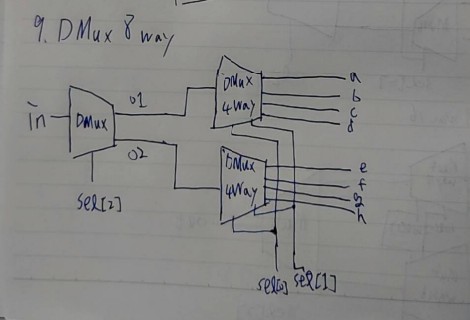 9. DMux 8 way
in
DMux
o1
o2
sel[2]
DMux
4Way
a
b
c
d
DMux
4Way
e
f
g
h
sel[0] sel[1]